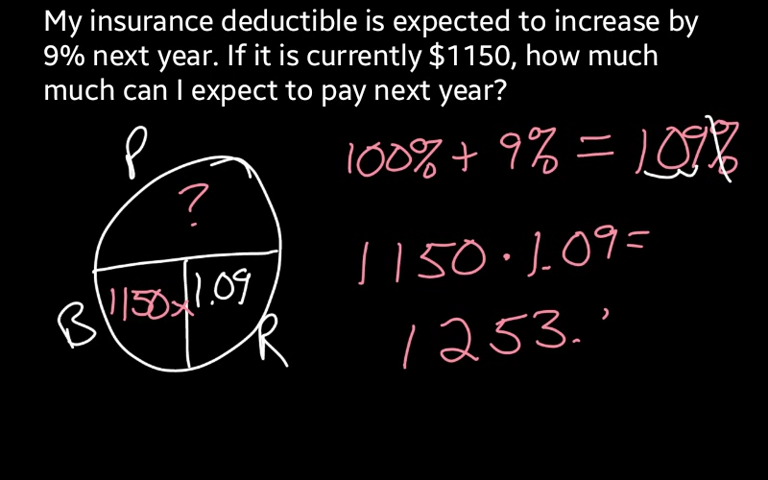 My insurance deductible is expected to increase by
9% next year. If it is currently $1150, how much
much can I expect to pay next year?
P
100% + 9% = 109%
?
1150 · 1.09 =
1150 x 1.09
B
R
1253.